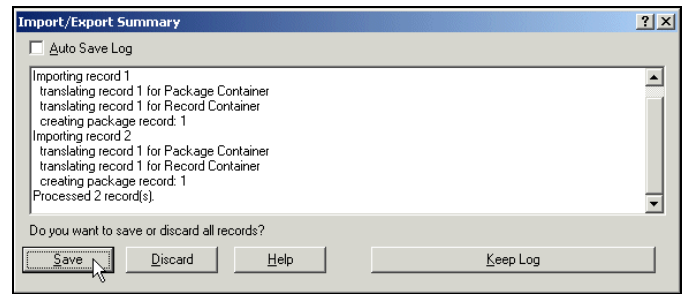 Import/Export Summary
Auto Save Log
Importing record 1
translating record 1 for Package Container
translating record 1 for Record Container
creating package record: 1
Importing record 2
translating record 1 for Package Container
translating record 1 for Record Container
creating package record: 1
Processed 2 record(s).
Do you want to save or discard all records?
Save Discard Help Keep Log